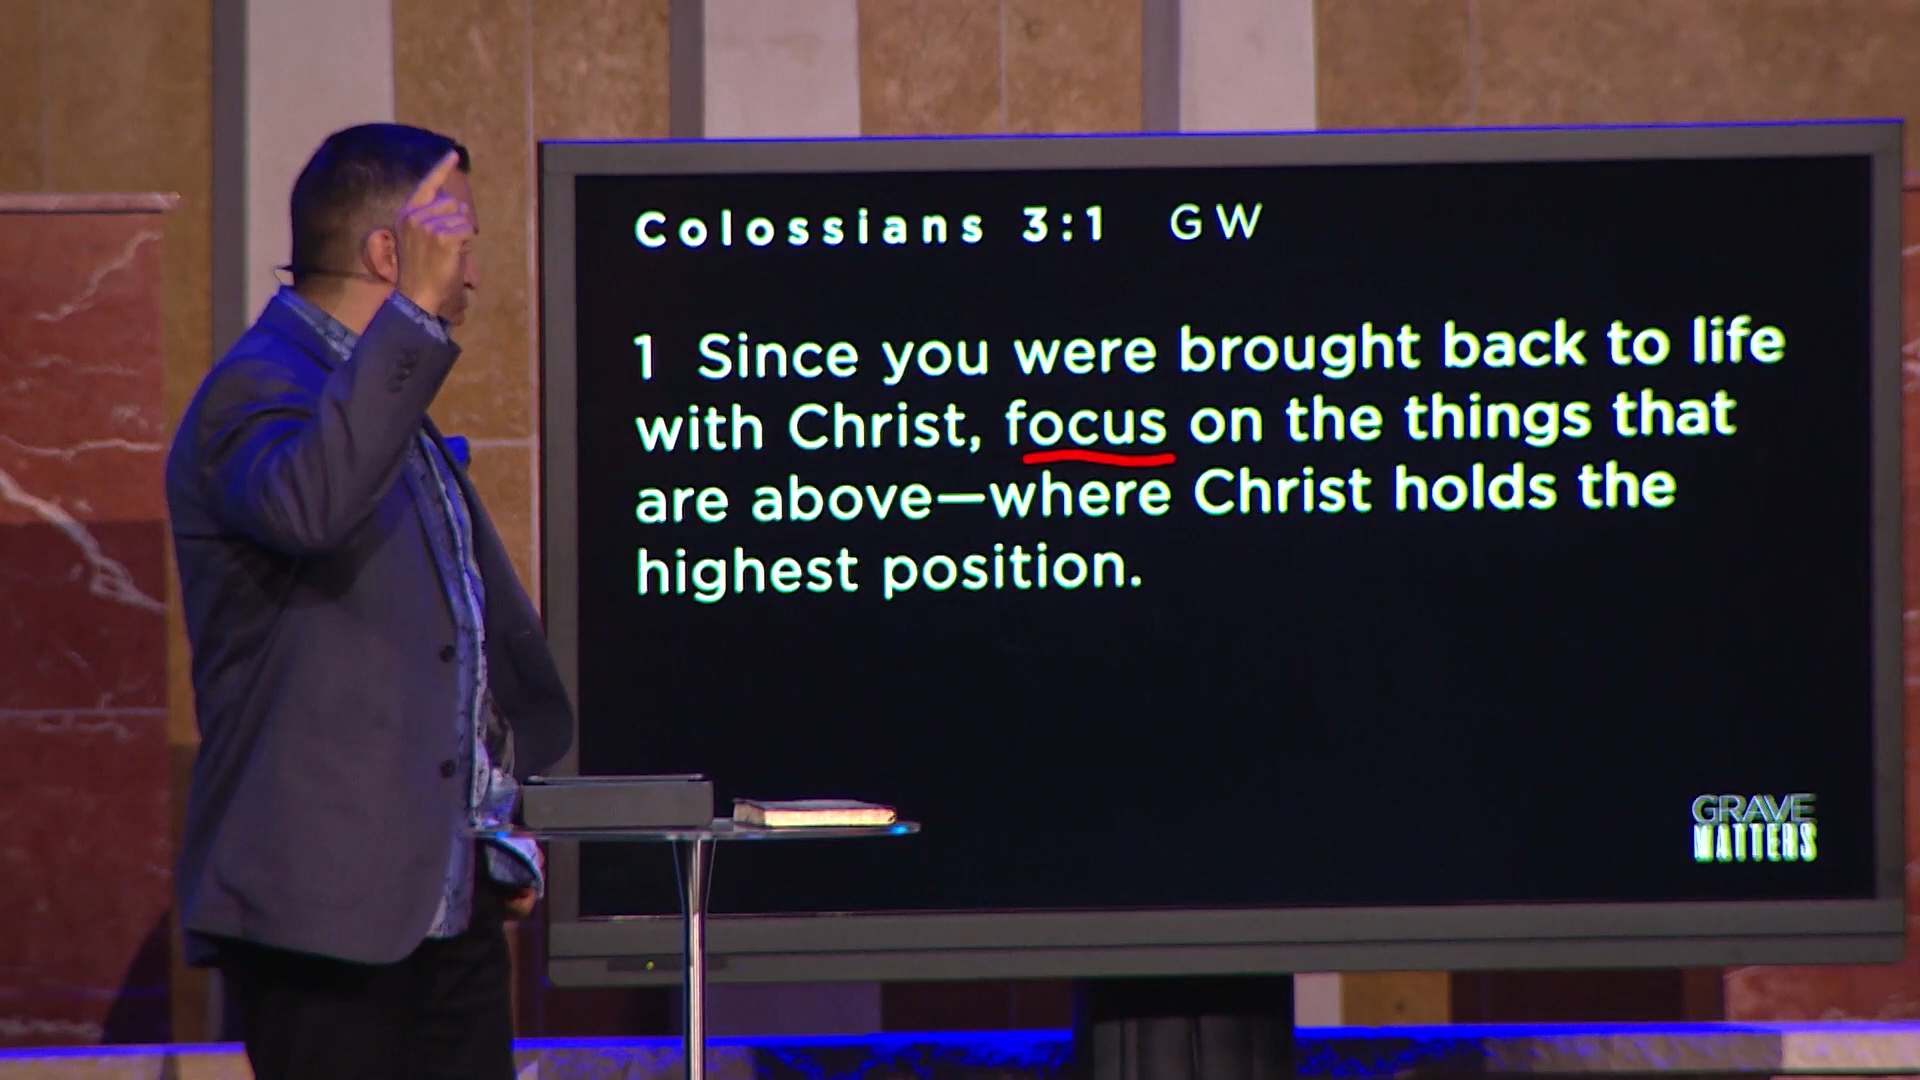 Colossians 3:1 GW
1 Since you were brought back to life
with Christ, focus on the things that
are above—where Christ holds the
highest position.
GRAVE
MATTERS